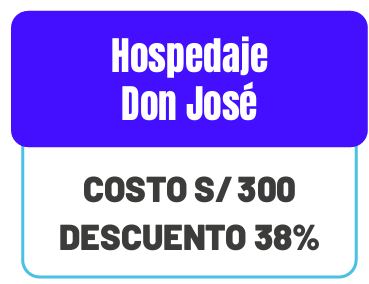 Hospedaje
Don José
COSTO S/ 300
DESCUENTO 38%